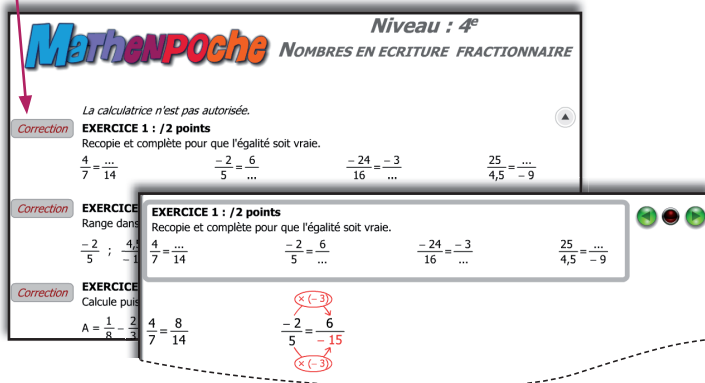 Mathenpoche
Niveau : 4e
NOMBRES EN ECRITURE FRACTIONNAIRE
La calculatrice n'est pas autorisée.
Correction EXERCICE 1 : /2 points
Recopie et complète pour que l'égalité soit vraie.
4/7 = .../14 – 2/5 = 6/... – 24/16 = – 3/... 25/4,5 = .../– 9
Correction EXERCICE
Range dans
– 2/5 ;
Correction EXERCICE
Calcule puis
A = 1/8 – 2/3
EXERCICE 1 : /2 points
Recopie et complète pour que l'égalité soit vraie.
4/7 = .../14 – 2/5 = 6/... – 24/16 = – 3/... 25/4,5 = .../– 9
× (– 3)
4/7 = 8/14 – 2/5 = 6/– 15
× (– 3)